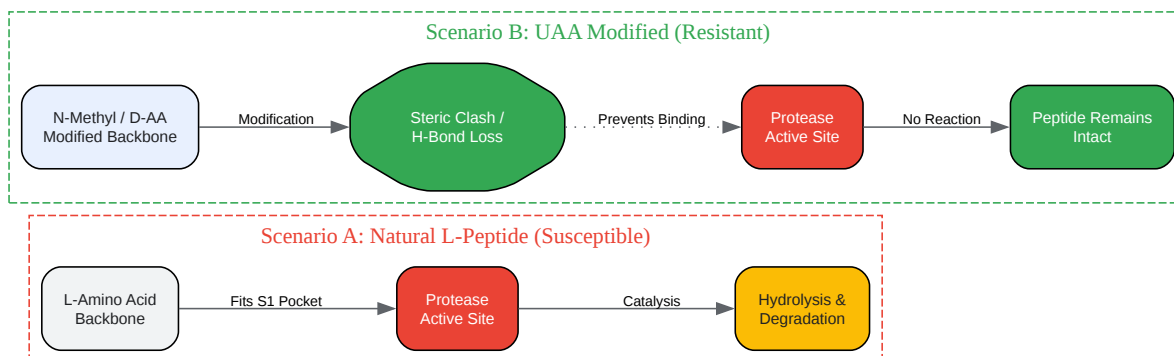 Scenario B: UAA Modified (Resistant)
N-Methyl / D-AA
Modified Backbone
Modification
Steric Clash /
H-Bond Loss
Prevents Binding
Protease
Active Site
No Reaction
Peptide Remains
Intact
Scenario A: Natural L-Peptide (Susceptible)
L-Amino Acid
Backbone
Fits S1 Pocket
Protease
Active Site
Catalysis
Hydrolysis &
Degradation